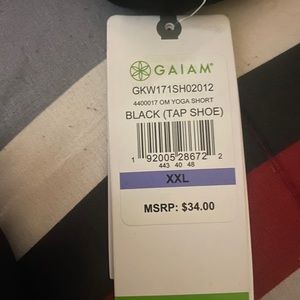 GAIAM®
GKW171SH02012
4400017 OM YOGA SHORT
BLACK (TAP SHOE)
1 92005 28672 2
443 40 48
XXL
MSRP: $34.00